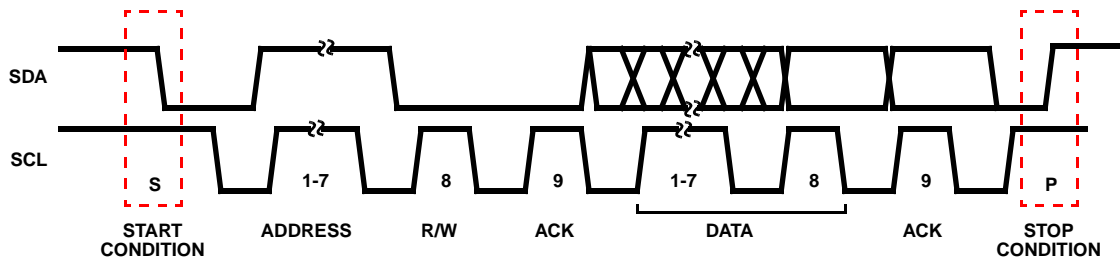 SDA
SCL
S
1-7
8
9
1-7
8
9
P
START
CONDITION
ADDRESS
R/W
ACK
DATA
ACK
STOP
CONDITION